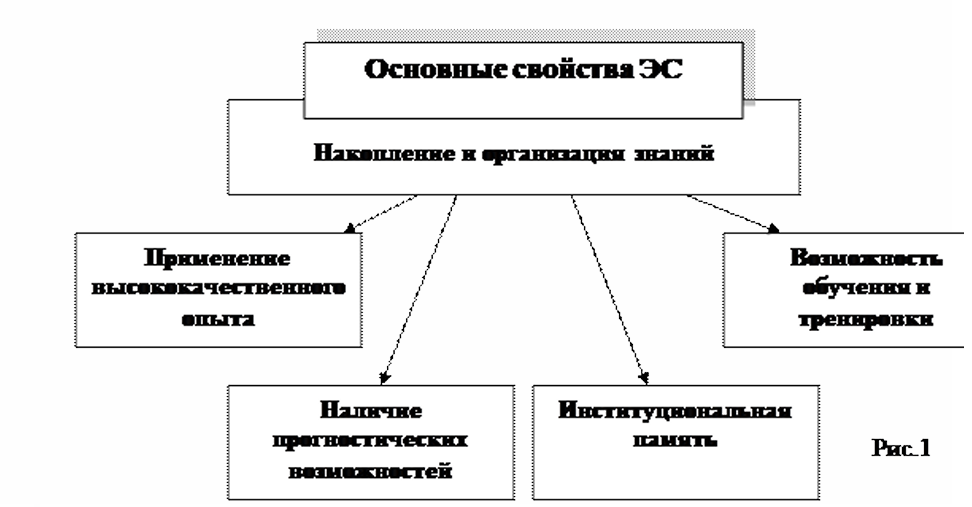 Основные свойства ЭС
Накопление и организация знаний
Применение
высококачественного
опыта
Возможность
обучения и
тренировки
Наличие
прогностических
возможностей
Институциональная
память
Рис.1